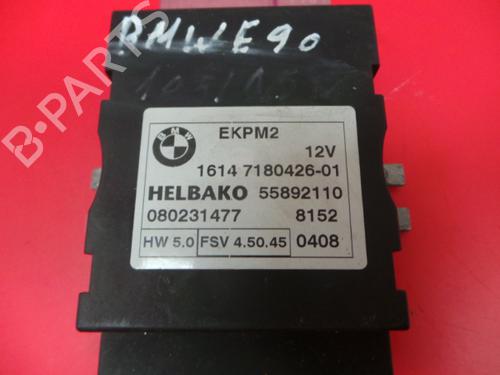 BMW E90
BMW
EKPM2
12V
1614 7180426-01
HELBAKO 55892110
080231477 8152
HW 5.0 FSV 4.50.45 0408
B-PARTS